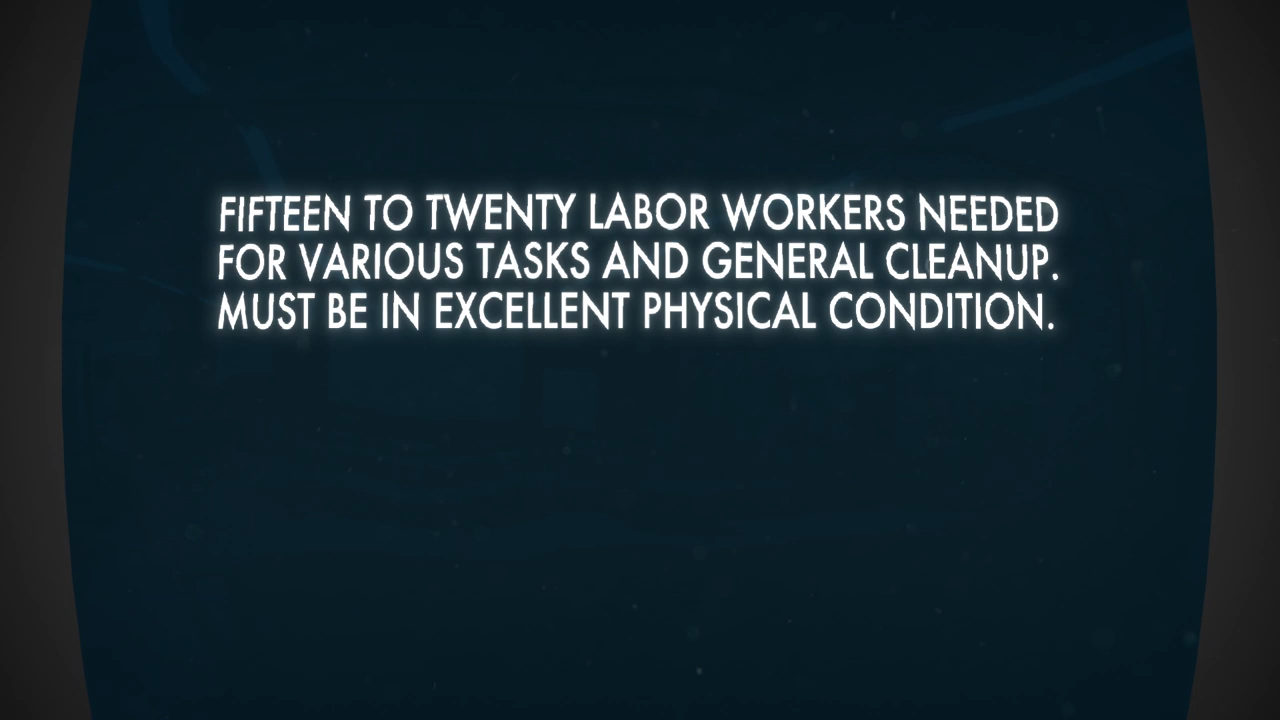 FIFTEEN TO TWENTY LABOR WORKERS NEEDED
FOR VARIOUS TASKS AND GENERAL CLEANUP.
MUST BE IN EXCELLENT PHYSICAL CONDITION.